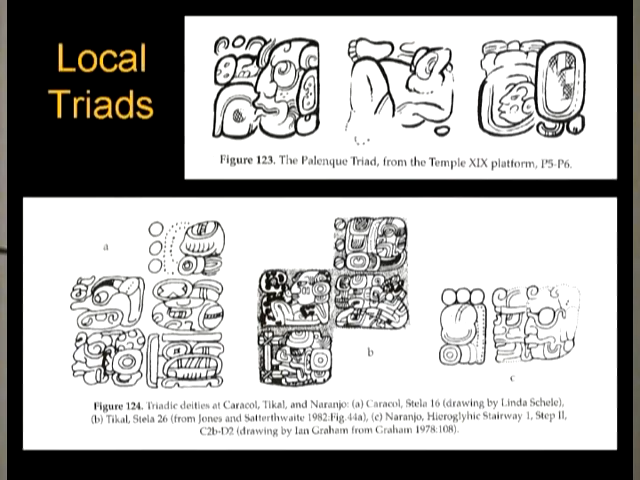 Local
Triads
Figure 123. The Palenque Triad, from the Temple XIX platform, P5-P6.
a
b
c
Figure 124. Triadic deities at Caracol, Tikal, and Naranjo: (a) Caracol, Stela 16 (drawing by Linda Schele),
(b) Tikal, Stela 26 (from Jones and Satterthwaite 1982:Fig.44a), (c) Naranjo, Hieroglyhic Stairway 1, Step II,
C2b-D2 (drawing by Ian Graham from Graham 1978:108).